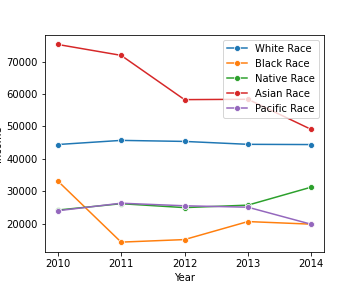 White Race
Black Race
Native Race
Asian Race
Pacific Race
70000
60000
50000
40000
30000
20000
2010
2011
2012
2013
2014
Year